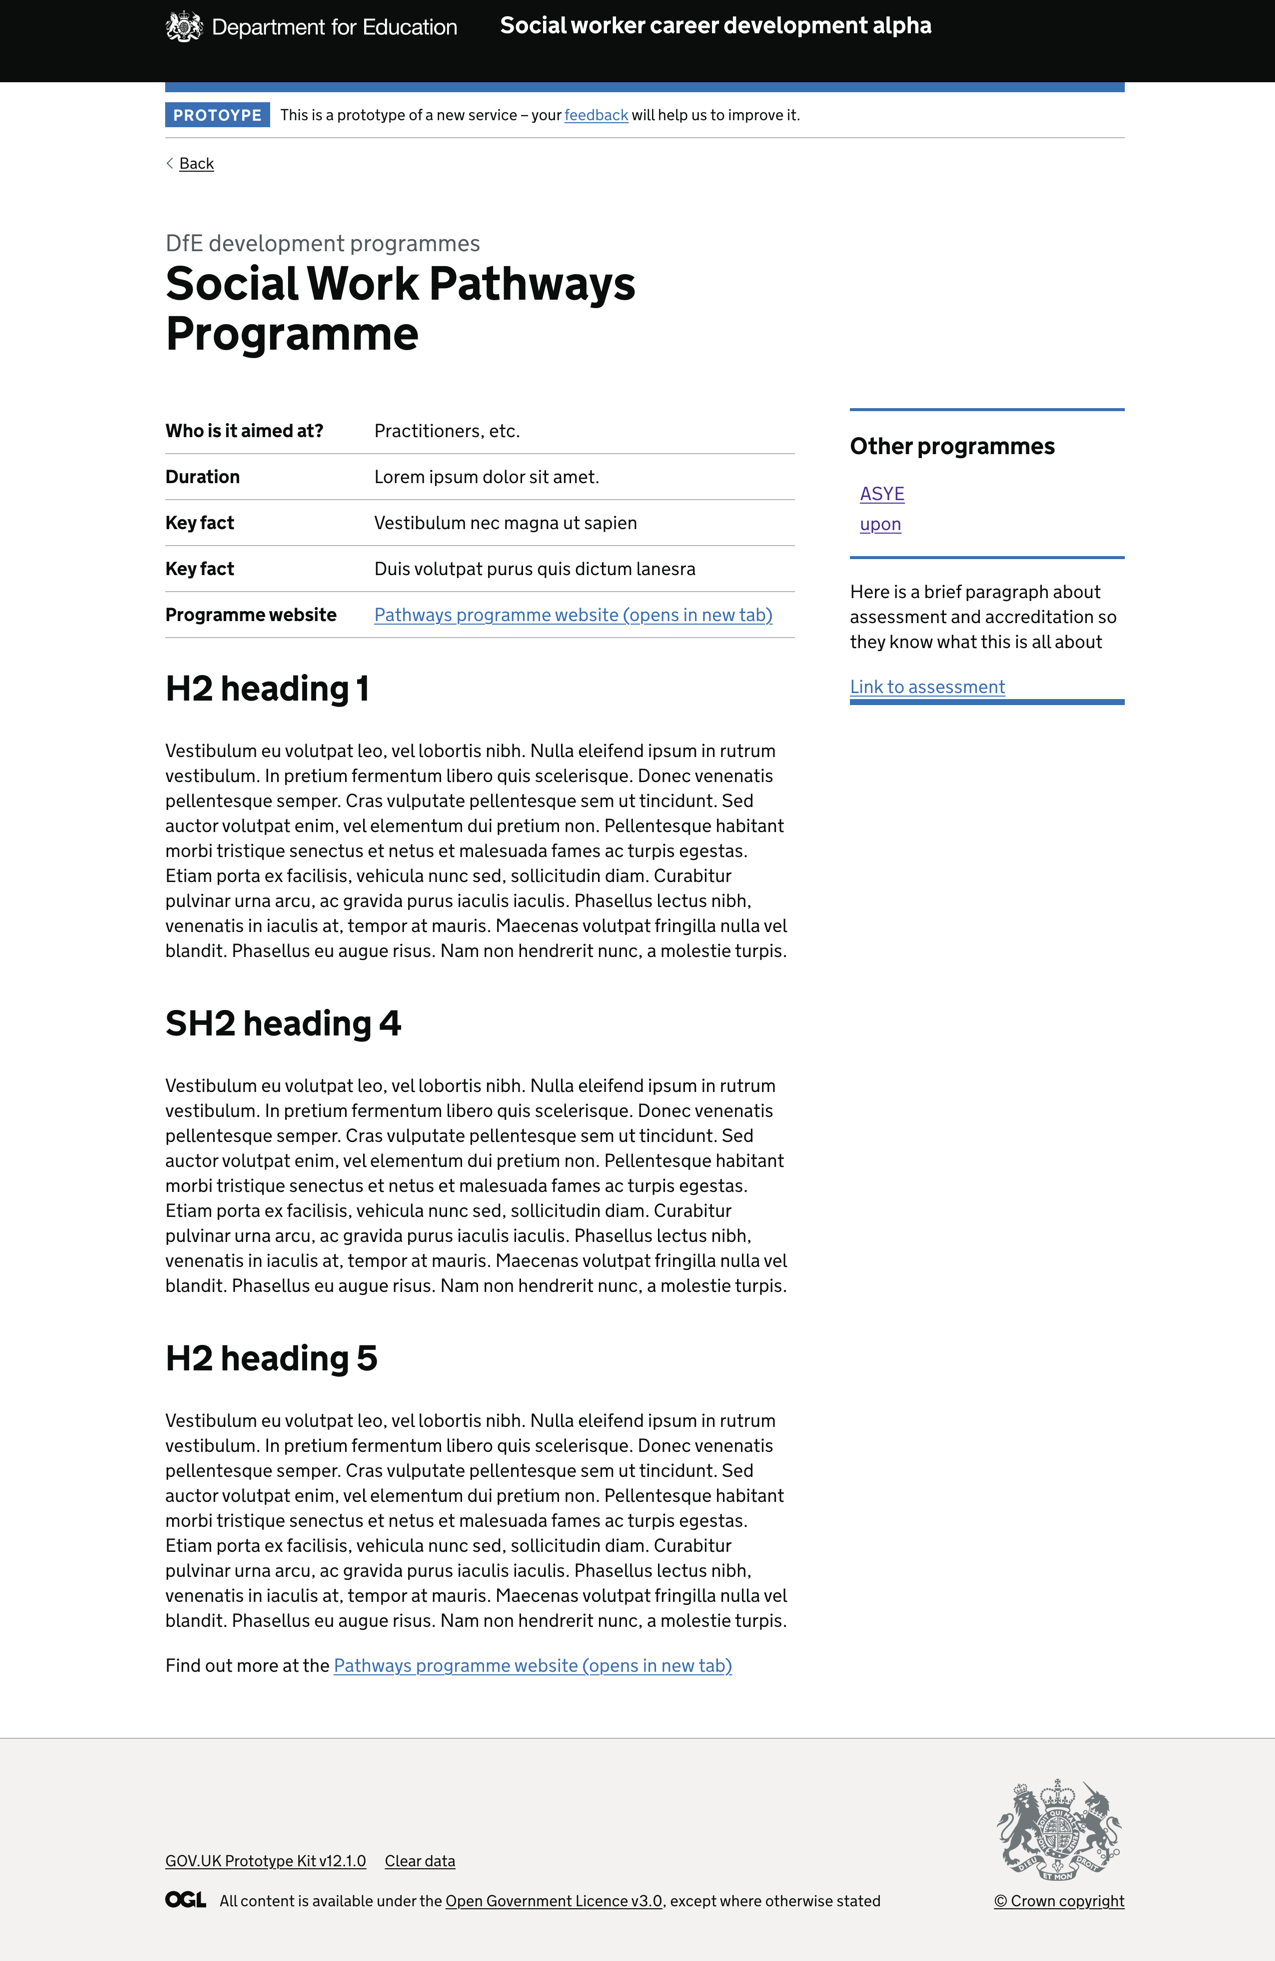 Department for Education
Social worker career development alpha
PROTOYPE This is a prototype of a new service – your feedback will help us to improve it.
Back
DfE development programmes
Social Work Pathways
Programme
Who is it aimed at? Practitioners, etc.
Duration Lorem ipsum dolor sit amet.
Key fact Vestibulum nec magna ut sapien
Key fact Duis volutpat purus quis dictum lanesra
Programme website Pathways programme website (opens in new tab)
H2 heading 1
Vestibulum eu volutpat leo, vel lobortis nibh. Nulla eleifend ipsum in rutrum
vestibulum. In pretium fermentum libero quis scelerisque. Donec venenatis
pellentesque semper. Cras vulputate pellentesque sem ut tincidunt. Sed
auctor volutpat enim, vel elementum dui pretium non. Pellentesque habitant
morbi tristique senectus et netus et malesuada fames ac turpis egestas.
Etiam porta ex facilisis, vehicula nunc sed, sollicitudin diam. Curabitur
pulvinar urna arcu, ac gravida purus iaculis iaculis. Phasellus lectus nibh,
venenatis in iaculis at, tempor at mauris. Maecenas volutpat fringilla nulla vel
blandit. Phasellus eu augue risus. Nam non hendrerit nunc, a molestie turpis.
SH2 heading 4
Vestibulum eu volutpat leo, vel lobortis nibh. Nulla eleifend ipsum in rutrum
vestibulum. In pretium fermentum libero quis scelerisque. Donec venenatis
pellentesque semper. Cras vulputate pellentesque sem ut tincidunt. Sed
auctor volutpat enim, vel elementum dui pretium non. Pellentesque habitant
morbi tristique senectus et netus et malesuada fames ac turpis egestas.
Etiam porta ex facilisis, vehicula nunc sed, sollicitudin diam. Curabitur
pulvinar urna arcu, ac gravida purus iaculis iaculis. Phasellus lectus nibh,
venenatis in iaculis at, tempor at mauris. Maecenas volutpat fringilla nulla vel
blandit. Phasellus eu augue risus. Nam non hendrerit nunc, a molestie turpis.
H2 heading 5
Vestibulum eu volutpat leo, vel lobortis nibh. Nulla eleifend ipsum in rutrum
vestibulum. In pretium fermentum libero quis scelerisque. Donec venenatis
pellentesque semper. Cras vulputate pellentesque sem ut tincidunt. Sed
auctor volutpat enim, vel elementum dui pretium non. Pellentesque habitant
morbi tristique senectus et netus et malesuada fames ac turpis egestas.
Etiam porta ex facilisis, vehicula nunc sed, sollicitudin diam. Curabitur
pulvinar urna arcu, ac gravida purus iaculis iaculis. Phasellus lectus nibh,
venenatis in iaculis at, tempor at mauris. Maecenas volutpat fringilla nulla vel
blandit. Phasellus eu augue risus. Nam non hendrerit nunc, a molestie turpis.
Find out more at the Pathways programme website (opens in new tab)
Other programmes
ASYE
upon
Here is a brief paragraph about
assessment and accreditation so
they know what this is all about
Link to assessment
GOV.UK Prototype Kit v12.1.0 Clear data
OGL All content is available under the Open Government Licence v3.0, except where otherwise stated
DIEU ET MON DROIT
© Crown copyright